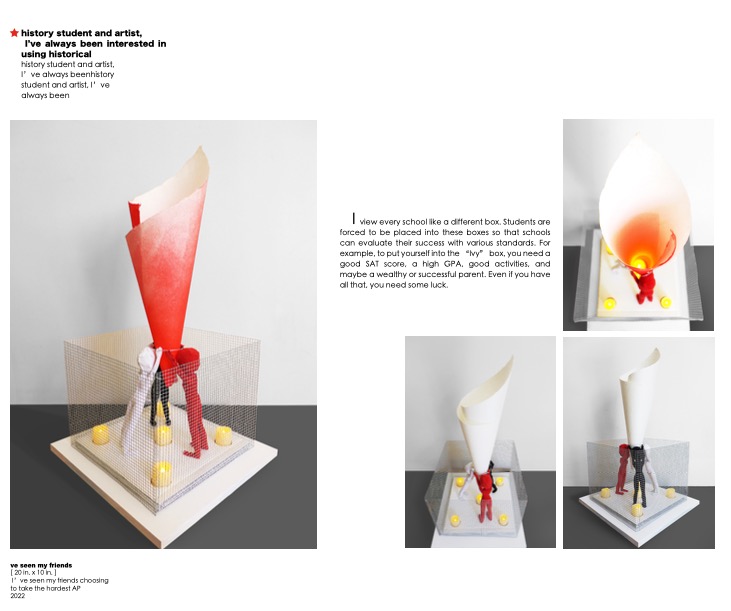 history student and artist,
I've always been interested in
using historical
history student and artist,
I’ve always beenhistory
student and artist, I’ve
always been
I view every school like a different box. Students are
forced to be placed into these boxes so that schools
can evaluate their success with various standards. For
example, to put yourself into the “Ivy” box, you need a
good SAT score, a high GPA, good activities, and
maybe a wealthy or successful parent. Even if you have
all that, you need some luck.
ve seen my friends
[ 20 in. x 10 in. ]
I’ve seen my friends choosing
to take the hardest AP
2022